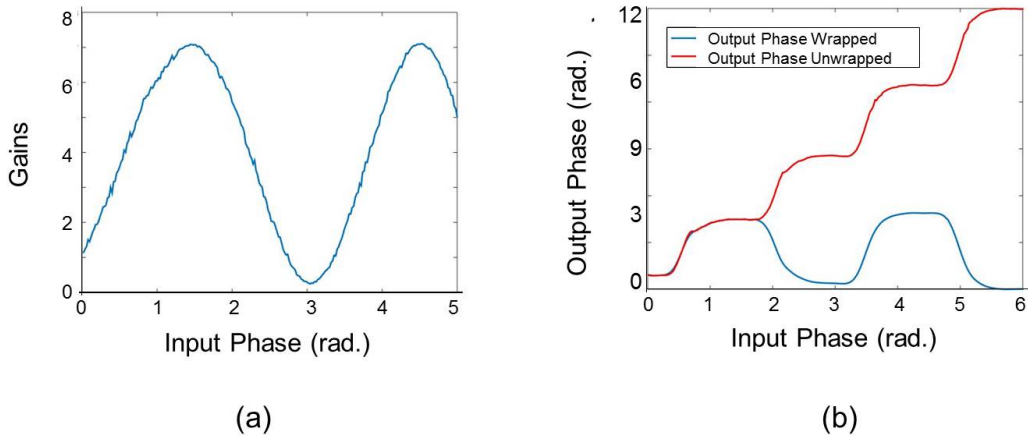 8
6
4
2
0
Gains
0 1 2 3 4 5
Input Phase (rad.)
(a)
12
6
9
3
0
Output Phase (rad.)
Output Phase Wrapped
Output Phase Unwrapped
0 1 2 3 4 5 6
Input Phase (rad.)
(b)